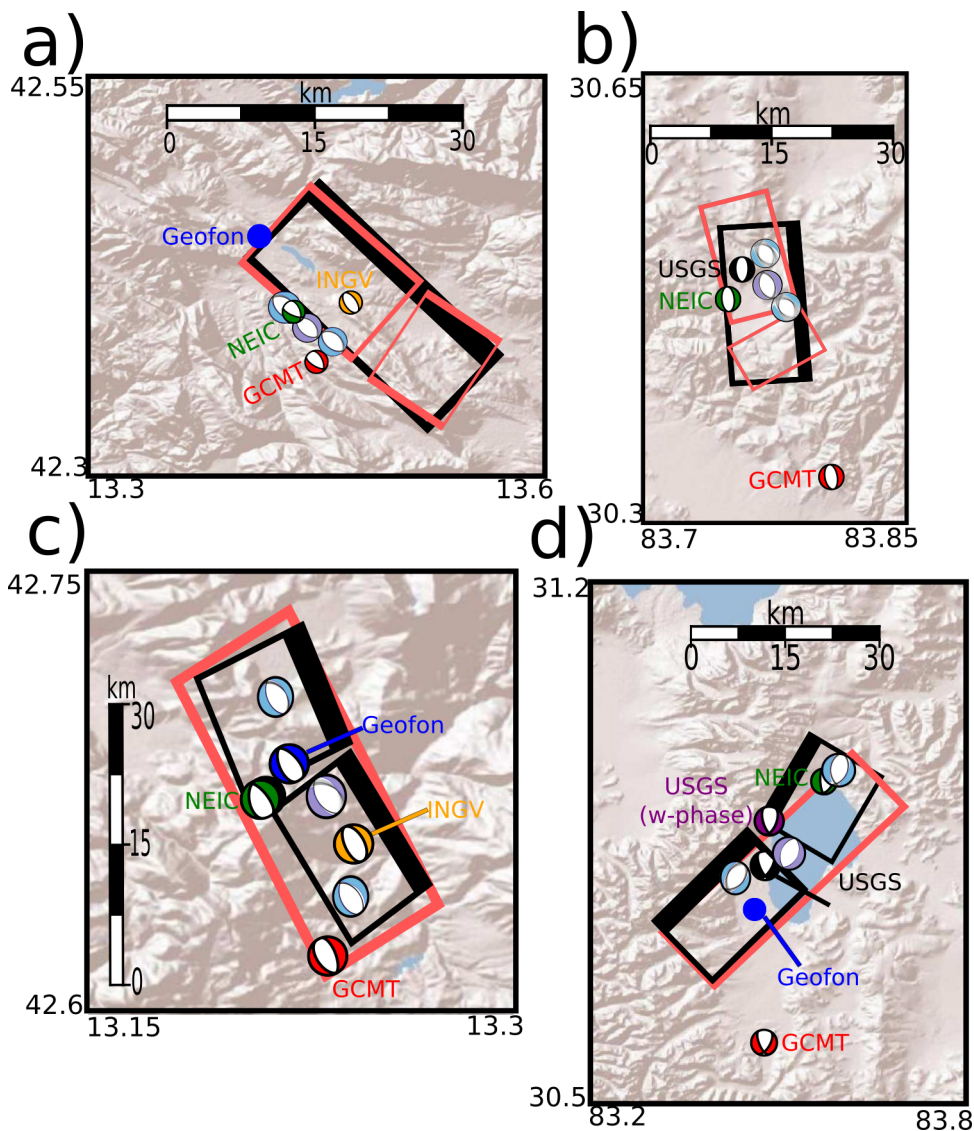 a)
42.55
km
0
15
30
Geofon
INGV
NEIC
GCMT
42.3
13.3
13.6
b)
30.65
km
0
15
30
USGS
NEIC
GCMT
30.3
83.7
83.85
c)
42.75
km
30
15
0
Geofon
NEIC
INGV
GCMT
42.6
13.15
13.3
d)
31.2
km
0
15
30
NEIC
USGS
(w-phase)
USGS
Geofon
GCMT
30.5
83.2
83.8